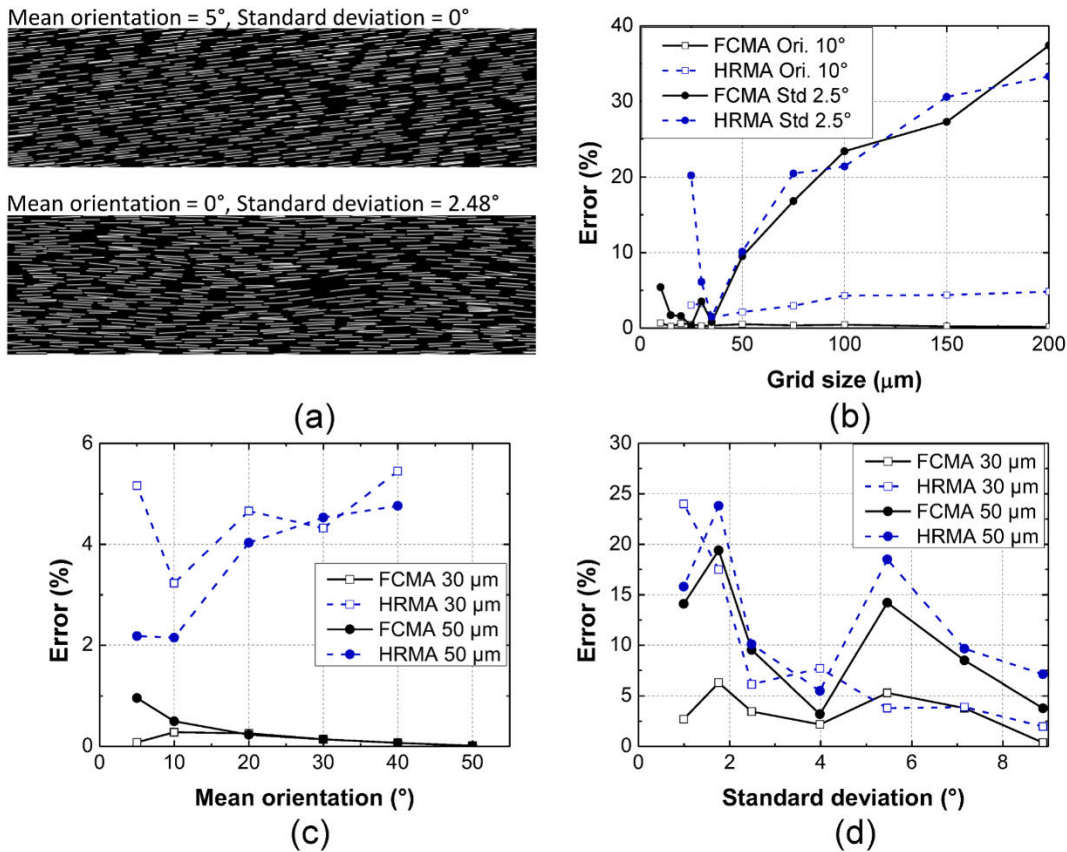 Mean orientation = 5°, Standard deviation = 0°
Mean orientation = 0°, Standard deviation = 2.48°
(a)
40
30
20
10
0
Error (%)
FCMA Ori. 10°
HRMA Ori. 10°
FCMA Std 2.5°
HRMA Std 2.5°
0 50 100 150 200
Grid size (μm)
(b)
6
4
2
0
Error (%)
FCMA 30 μm
HRMA 30 μm
FCMA 50 μm
HRMA 50 μm
0 10 20 30 40 50
Mean orientation (°)
(c)
30
25
20
15
10
5
0
Error (%)
FCMA 30 μm
HRMA 30 μm
FCMA 50 μm
HRMA 50 μm
0 2 4 6 8
Standard deviation (°)
(d)